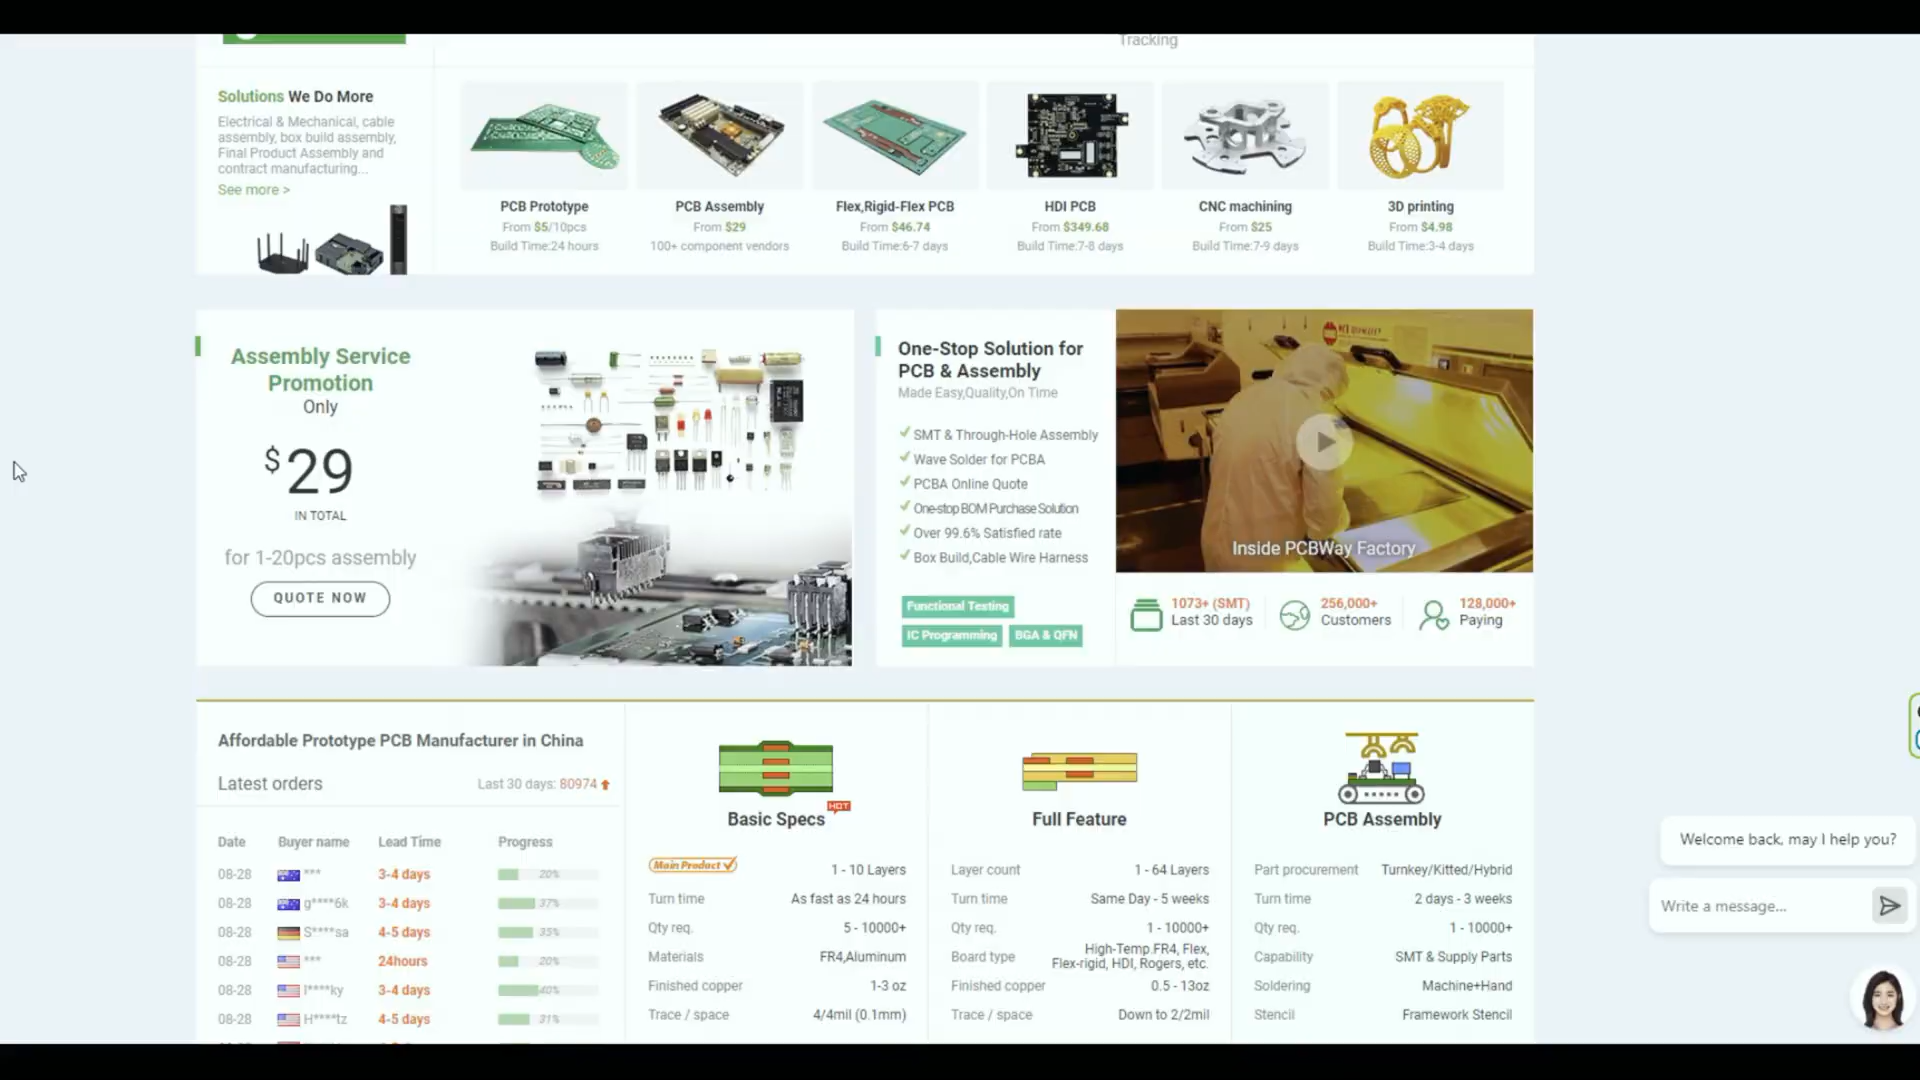 Tracking
Solutions We Do More
Electrical & Mechanical, cable
assembly, box build assembly,
Final Product Assembly and
contract manufacturing...
See more >
PCB Prototype
From $5/10pcs
Build Time:24 hours
PCB Assembly
From $29
100+ component vendors
Flex,Rigid-Flex PCB
From $46.74
Build Time:6-7 days
HDI PCB
From $349.68
Build Time:7-8 days
CNC machining
From $25
Build Time:7-9 days
3D printing
From $4.98
Build Time:3-4 days
Assembly Service
Promotion
Only
$29
IN TOTAL
for 1-20pcs assembly
QUOTE NOW
One-Stop Solution for
PCB & Assembly
Made Easy,Quality,On Time
SMT & Through-Hole Assembly
Wave Solder for PCBA
PCBA Online Quote
One-stop BOM Purchase Solution
Over 99.6% Satisfied rate
Box Build,Cable Wire Harness
Functional Testing
IC Programming
BGA & QFN
Inside PCBWay Factory
1073+ (SMT)
Last 30 days
256,000+
Customers
128,000+
Paying
Affordable Prototype PCB Manufacturer in China
Latest orders
Last 30 days: 80974
Date Buyer name Lead Time Progress
08-28 *** 3-4 days 20%
08-28 g****6k 3-4 days 37%
08-28 S****sa 4-5 days 35%
08-28 *** 24hours 20%
08-28 l****ky 3-4 days 40%
08-28 H****tz 4-5 days 31%
HOT
Basic Specs
Main Product 1 - 10 Layers
Turn time As fast as 24 hours
Qty req. 5 - 10000+
Materials FR4,Aluminum
Finished copper 1-3 oz
Trace / space 4/4mil (0.1mm)
Full Feature
Layer count 1 - 64 Layers
Turn time Same Day - 5 weeks
Qty req. 1 - 10000+
Board type High-Temp.FR4, Flex,
Flex-rigid, HDI, Rogers, etc.
Finished copper 0.5 - 13oz
Trace / space Down to 2/2mil
PCB Assembly
Part procurement Turnkey/Kitted/Hybrid
Turn time 2 days - 3 weeks
Qty req. 1 - 10000+
Capability SMT & Supply Parts
Soldering Machine+Hand
Stencil Framework Stencil
Welcome back, may I help you?
Write a message...